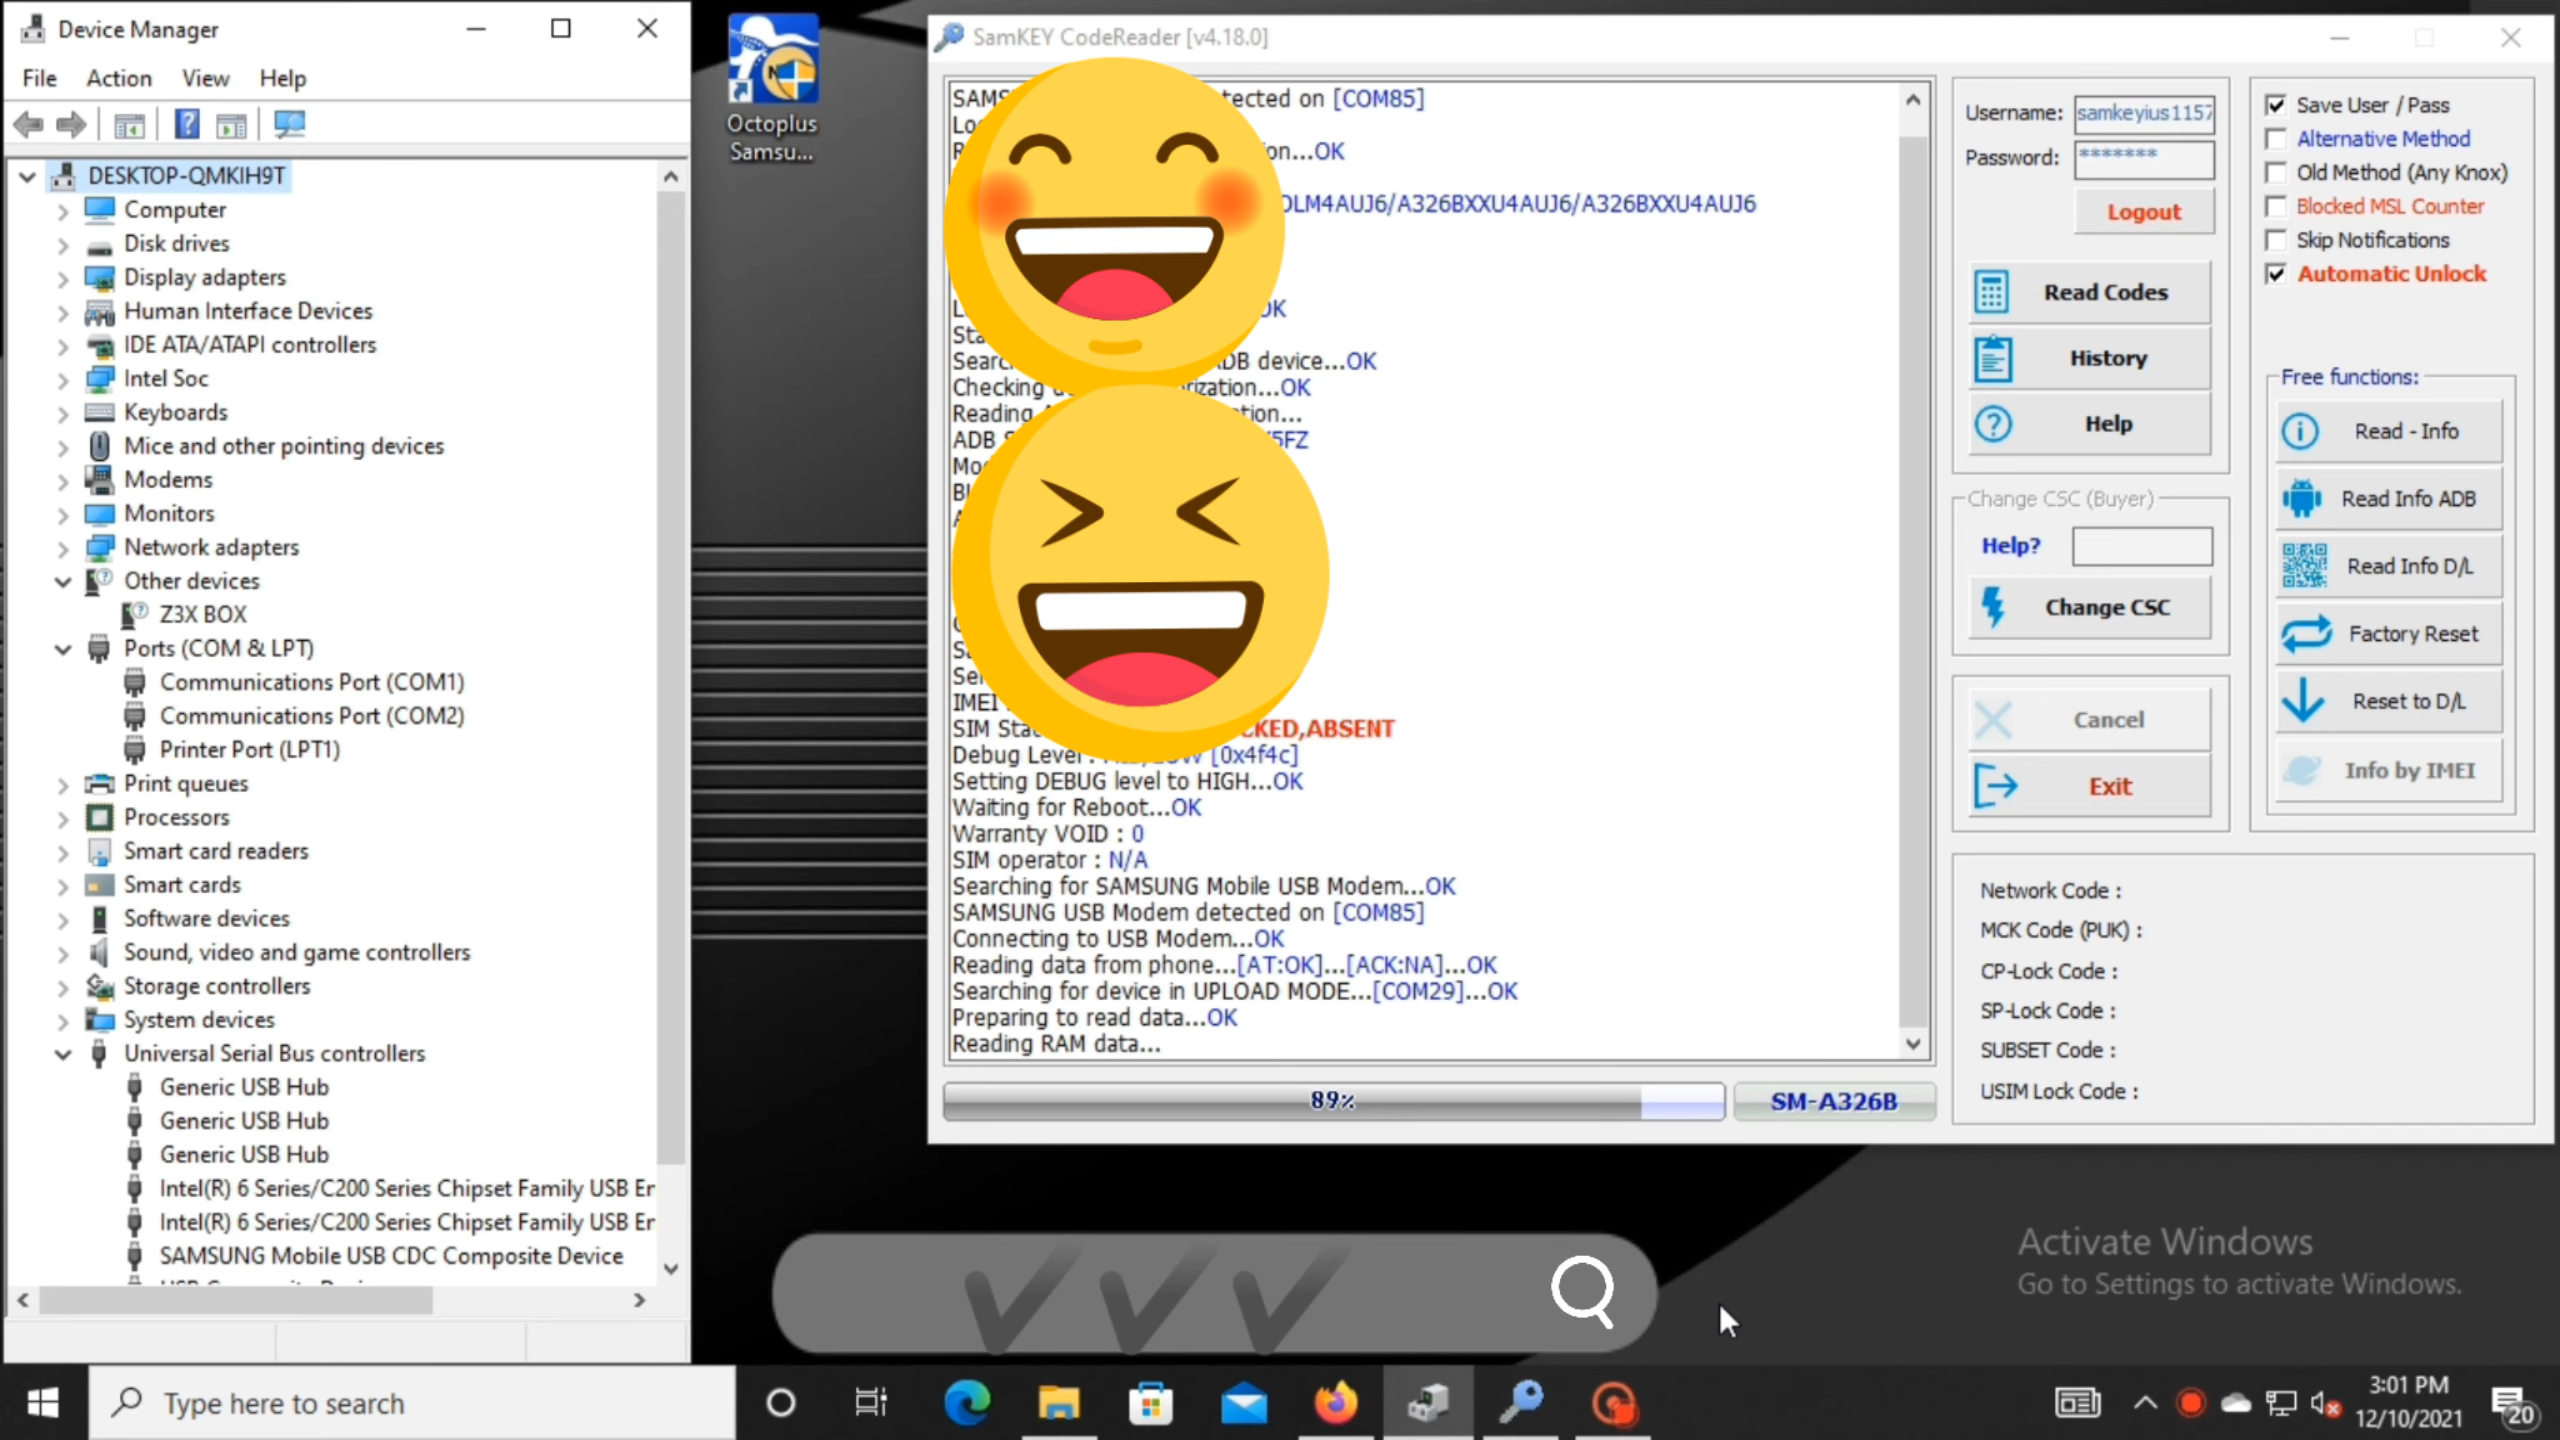 Device Manager
File Action View Help
DESKTOP-QMKIH9T
Computer
Disk drives
Display adapters
Human Interface Devices
IDE ATA/ATAPI controllers
Intel Soc
Keyboards
Mice and other pointing devices
Modems
Monitors
Network adapters
Other devices
Z3X BOX
Ports (COM & LPT)
Communications Port (COM1)
Communications Port (COM2)
Printer Port (LPT1)
Print queues
Processors
Smart card readers
Smart cards
Software devices
Sound, video and game controllers
Storage controllers
System devices
Universal Serial Bus controllers
Generic USB Hub
Generic USB Hub
Generic USB Hub
Intel(R) 6 Series/C200 Series Chipset Family USB Er
Intel(R) 6 Series/C200 Series Chipset Family USB Er
SAMSUNG Mobile USB CDC Composite Device
Octoplus
Samsu...
SamKEY CodeReader [v4.18.0]
on [COM85]
OK
OLM4AUJ6/A326BXXU4AUJ6/A326BXXU4AUJ6
OK
device...OK
Checking OK
Reading
ADB 5FZ
IMEI
SIM CKED,ABSENT
Debug Level : [0x4f4c]
Setting DEBUG level to HIGH...OK
Waiting for Reboot...OK
Warranty VOID : 0
SIM operator : N/A
Searching for SAMSUNG Mobile USB Modem...OK
SAMSUNG USB Modem detected on [COM85]
Connecting to USB Modem...OK
Reading data from phone...[AT:OK]...[ACK:NA]...OK
Searching for device in UPLOAD MODE...[COM29]...OK
Preparing to read data...OK
Reading RAM data...
89%
SM-A326B
Username: samkeyius1157
Password: *******
Logout
Read Codes
History
Help
Change CSC (Buyer)
Help?
Change CSC
Cancel
Exit
Save User / Pass
Alternative Method
Old Method (Any Knox)
Blocked MSL Counter
Skip Notifications
Automatic Unlock
Free functions:
Read - Info
Read Info ADB
Read Info D/L
Factory Reset
Reset to D/L
Info by IMEI
Network Code :
MCK Code (PUK) :
CP-Lock Code :
SP-Lock Code :
SUBSET Code :
USIM Lock Code :
Activate Windows
Go to Settings to activate Windows.
Type here to search
3:01 PM
12/10/2021
20